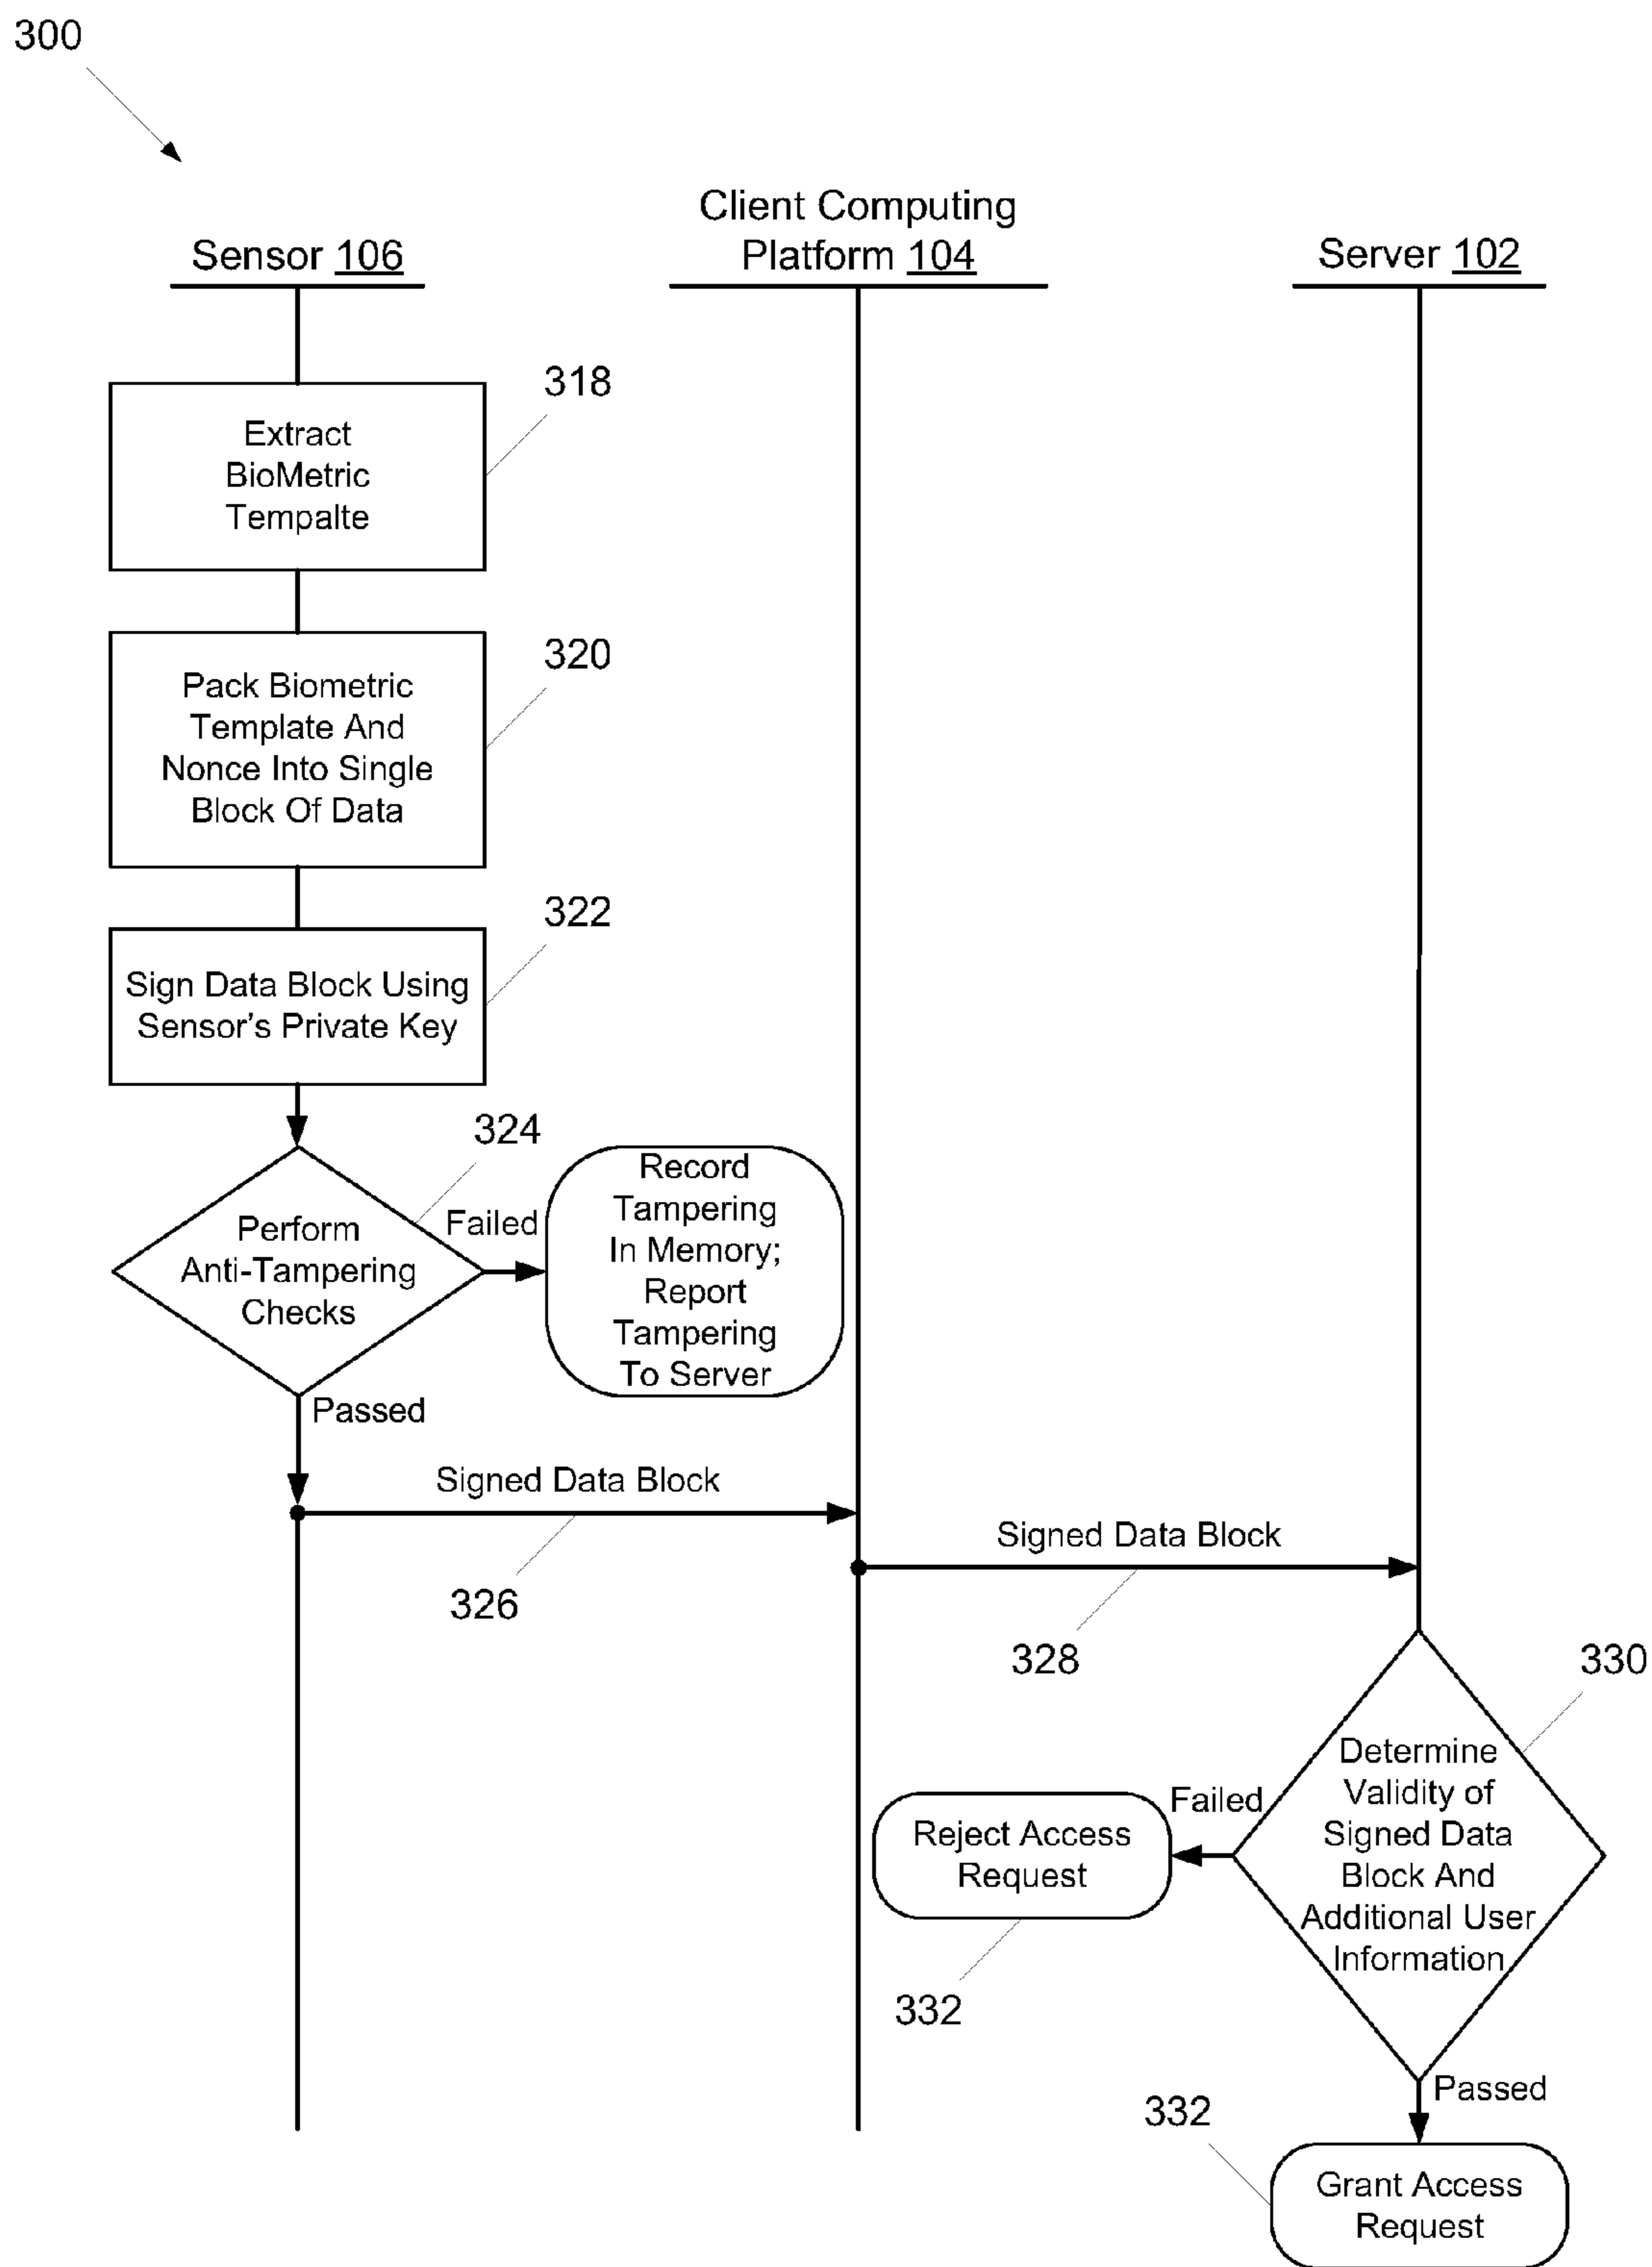 300
Client Computing
Platform 104
Sensor 106
Server 102
318
Extract
BioMetric
Tempalte
320
Pack Biometric
Template And
Nonce Into Single
Block Of Data
322
Sign Data Block Using
Sensor's Private Key
324
Perform
Anti-Tampering
Checks
Failed
Record
Tampering
In Memory;
Report
Tampering
To Server
Passed
Signed Data Block
326
Signed Data Block
328
330
Determine
Validity of
Signed Data
Block And
Additional User
Information
Failed
Reject Access
Request
332
Passed
332
Grant Access
Request